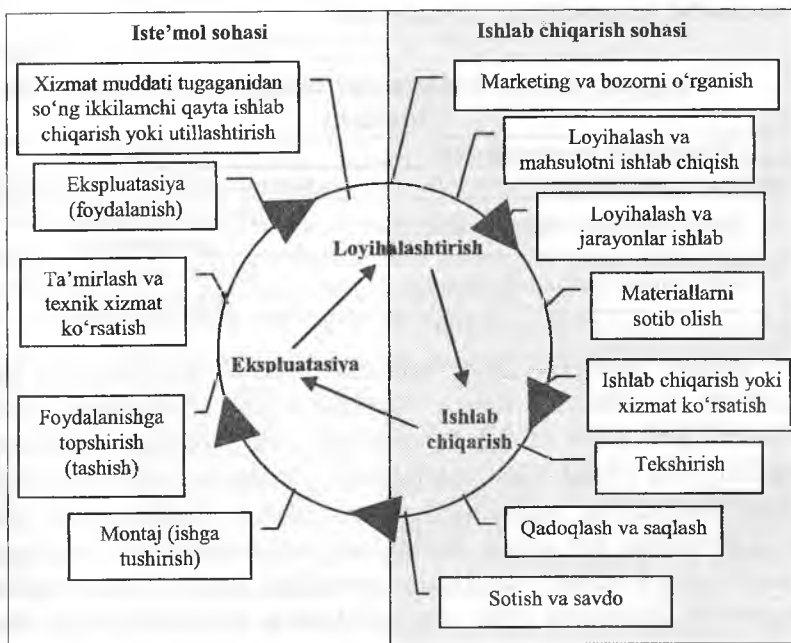 Iste’mol sohasi
Xizmat muddati tugaganidan
so‘ng ikkilamchi qayta ishlab
chiqarish yoki utillashtirish
Ekspluatasiya
(foydalanish)
Ta’mirlash va
texnik xizmat
ko‘rsatish
Foydalanishga
topshirish
(tashish)
Montaj (ishga
tushirish)
Loyihalashtirish
Ekspluatasiya
Ishlab
chiqarish
Ishlab chiqarish sohasi
Marketing va bozorni o‘rganish
Loyihalash va
mahsulotni ishlab chiqish
Loyihalash va
jarayonlar ishlab
Materiallarni
sotib olish
Ishlab chiqarish yoki
xizmat ko‘rsatish
Tekshirish
Qadoqlash va saqlash
Sotish va savdo